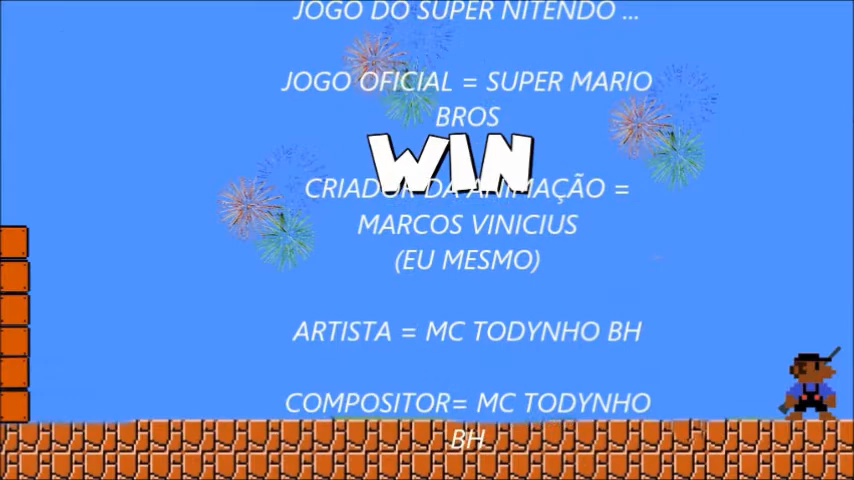 JOGO DO SUPER NITENDO ...
JOGO OFICIAL = SUPER MARIO
BROS
WIN
CRIADOR DA ANIMAÇÃO =
MARCOS VINICIUS
(EU MESMO)
ARTISTA = MC TODYNHO BH
COMPOSITOR= MC TODYNHO
BH